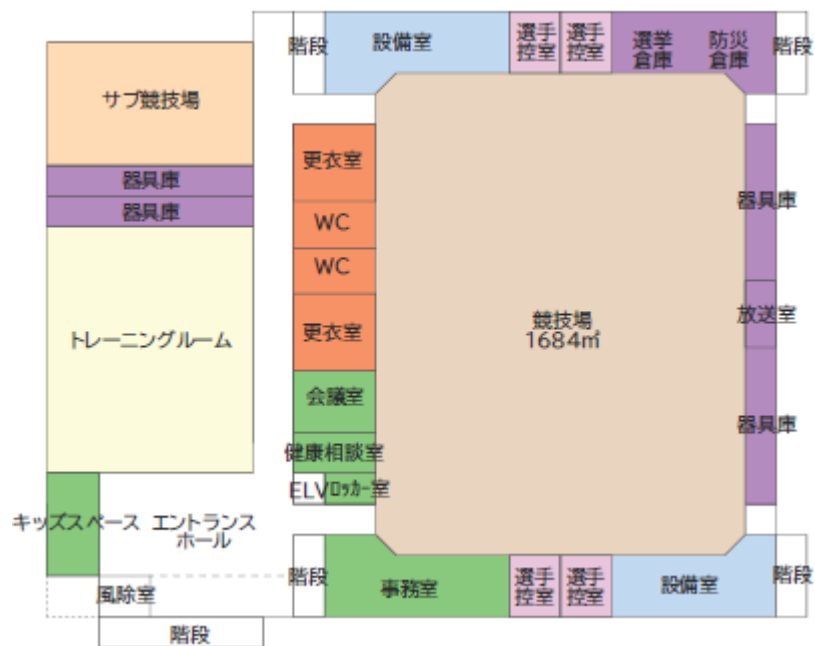 階段
設備室
選手
控室
選手
控室
選挙
倉庫
防災
倉庫
階段
サブ競技場
器具庫
器具庫
トレーニングルーム
更衣室
WC
WC
更衣室
会議室
健康相談室
ELV
ロッカー室
競技場
1684㎡
器具庫
放送室
器具庫
キッズスペース
エントランス
ホール
風除室
階段
階段
事務室
選手
控室
選手
控室
設備室
階段